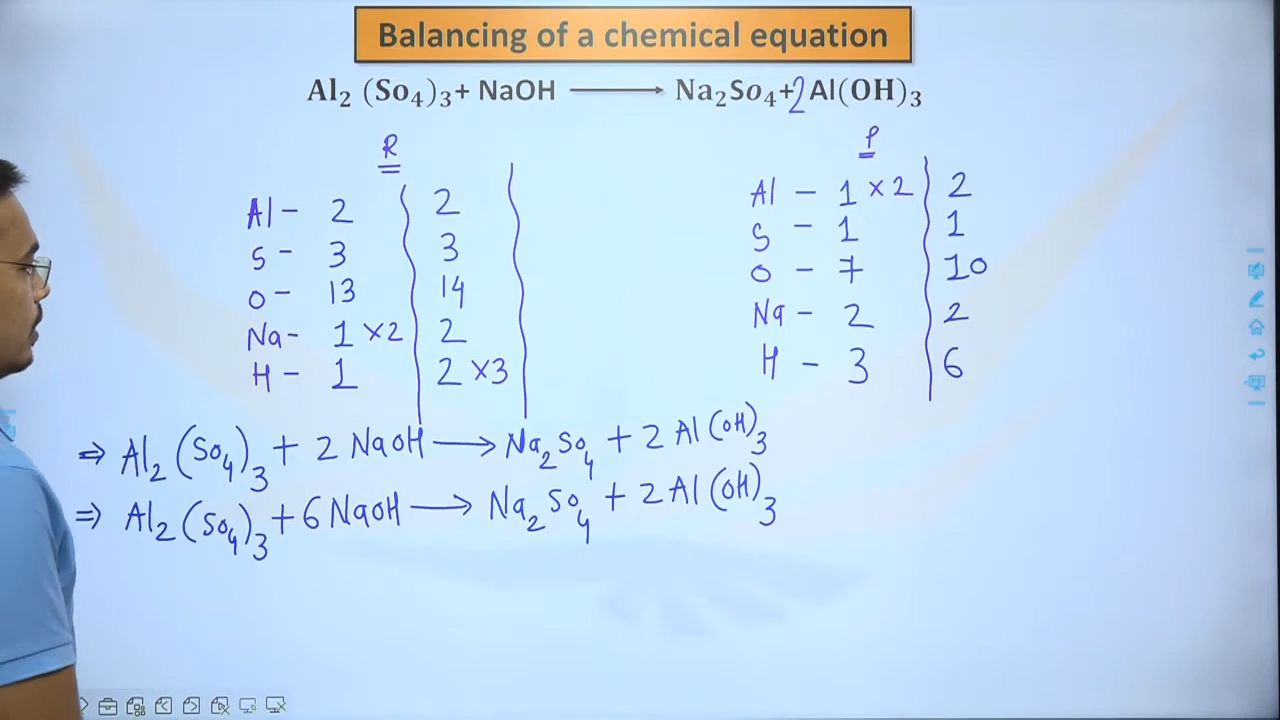 Balancing of a chemical equation
Al₂ (So₄)₃+ NaOH ⟶ Na₂So₄+2Al(OH)₃
R
P
Al - 2 2
S - 3 3
O - 13 14
Na - 1 ×2 2
H - 1 2 ×3
Al - 1 ×2 2
S - 1 1
O - 7 10
Na - 2 2
H - 3 6
⇒ Al₂(So₄)₃ + 2 NaOH ⟶ Na₂So₄ + 2 Al(OH)₃
⇒ Al₂(So₄)₃ + 6 NaOH ⟶ Na₂So₄ + 2 Al(OH)₃